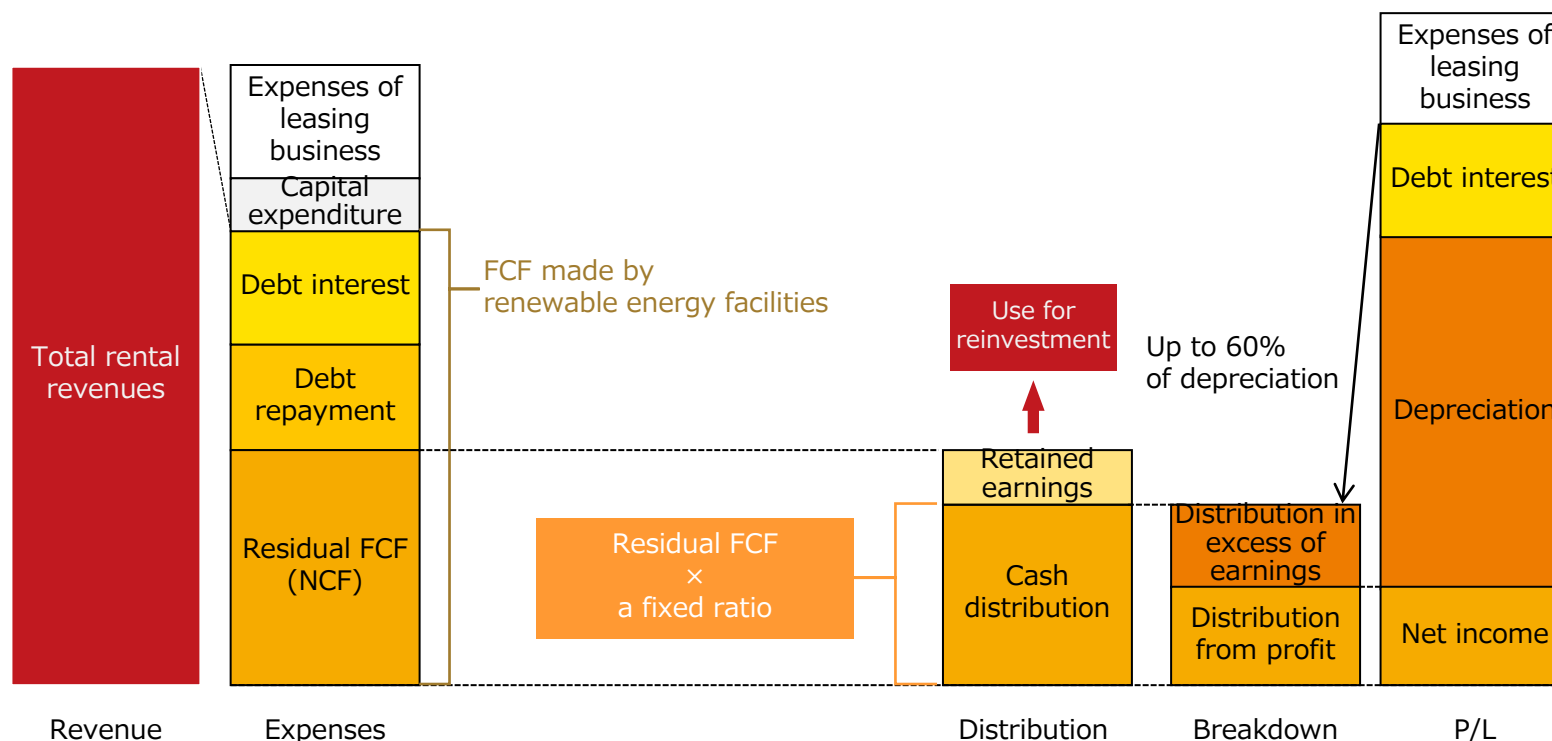 Total rental
revenues
Expenses of
leasing
business
Capital
expenditure
Debt interest
Debt
repayment
Residual FCF
(NCF)
FCF made by
renewable energy facilities
Residual FCF
×
a fixed ratio
Use for
reinvestment
Retained
earnings
Cash
distribution
Up to 60%
of depreciation
Distribution in
excess of
earnings
Distribution
from profit
Expenses of
leasing
business
Debt interest
Depreciation
Net income
Revenue
Expenses
Distribution
Breakdown
P/L